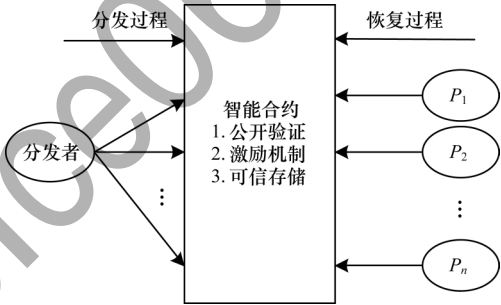 分发过程
恢复过程
智能合约
1. 公开验证
2. 激励机制
3. 可信存储
分发者
⋮
P1
P2
⋮
Pn